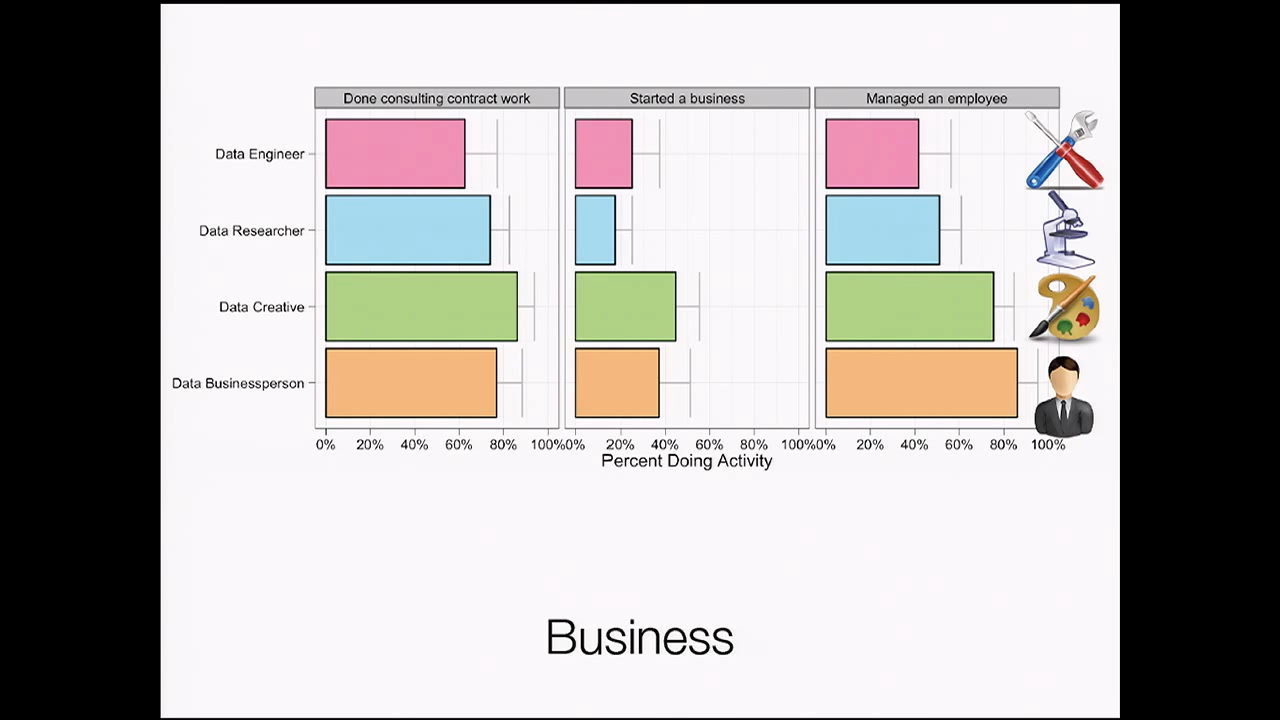 Done consulting contract work
Started a business
Managed an employee
Data Engineer
Data Researcher
Data Creative
Data Businessperson
0% 20% 40% 60% 80% 100%
0% 20% 40% 60% 80% 100%
0% 20% 40% 60% 80% 100%
Percent Doing Activity
Business